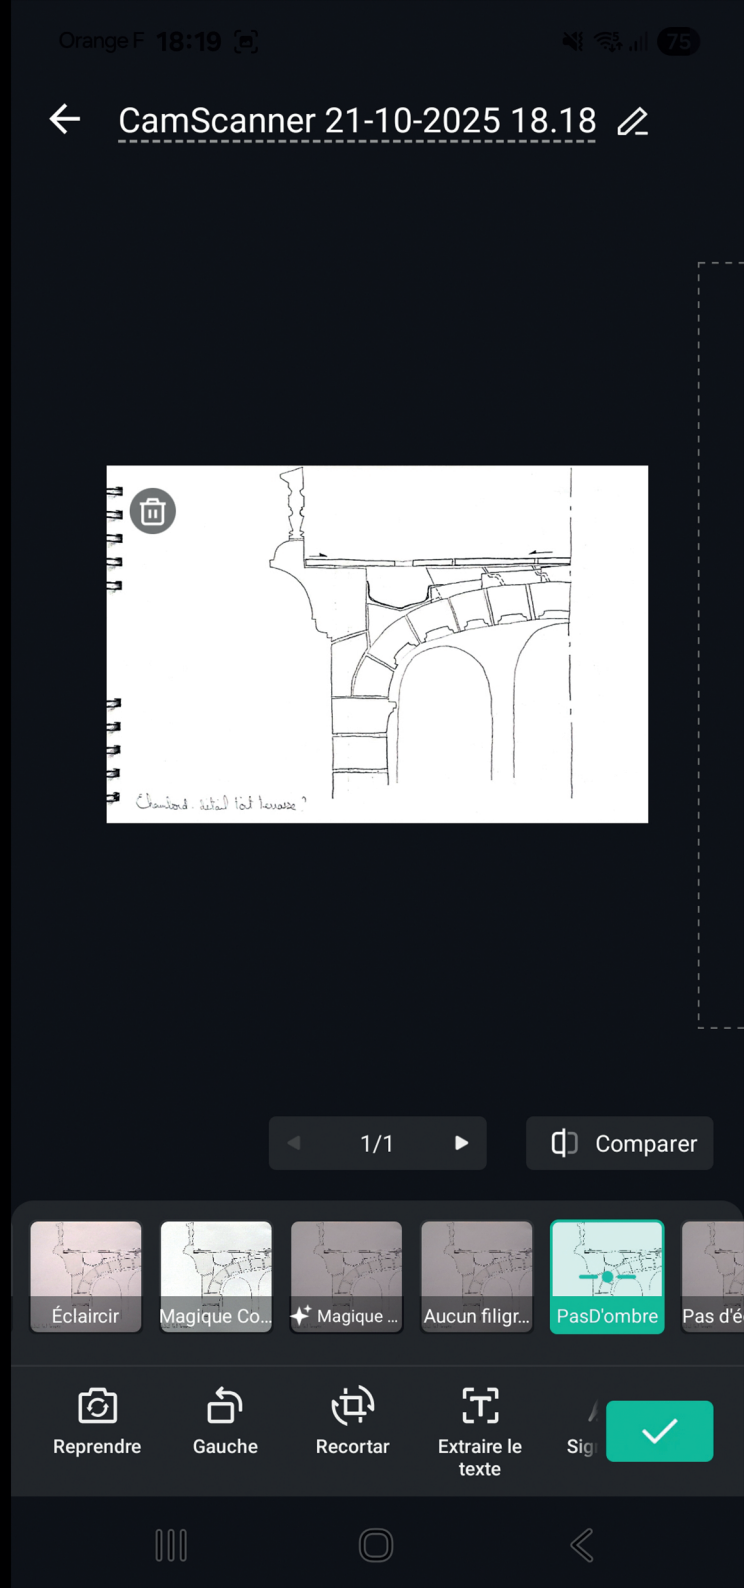 Orange F 18:19
75
CamScanner 21-10-2025 18.18
Chambord. détail toit terrasse ?
1/1
Comparer
Éclaircir
Magique Co...
Magique ...
Aucun filigr...
PasD'ombre
Pas d'é
Reprendre
Gauche
Recortar
Extraire le
texte
Sig